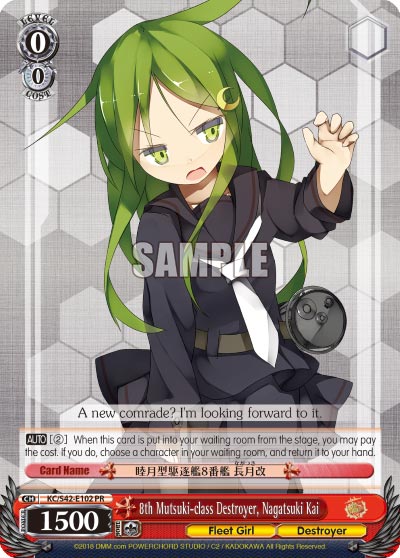 LEVEL
0
0
COST
SAMPLE
A new comrade? I'm looking forward to it.
AUTO [②] When this card is put into your waiting room from the stage, you may pay
the cost. If you do, choose a character in your waiting room, and return it to your hand.
Card Name 睦月型駆逐艦8番艦 長月改
CH KC/S42-E102 PR
8th Mutsuki-class Destroyer, Nagatsuki Kai
POWER 1500
Fleet Girl Destroyer
©2016 DMM.com POWERCHORD STUDIO / C2 / KADOKAWA All Rights Reserved.